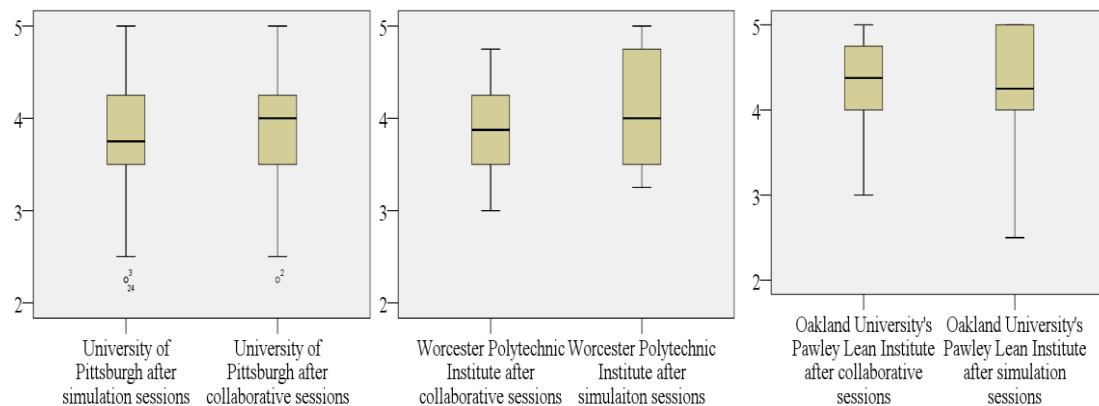 5
4
3
2
3
24
2
University of
Pittsburgh after
simulation sessions
University of
Pittsburgh after
collaborative sessions
5
4
3
2
Worcester Polytechnic
Institute after
collaborative sessions
Worcester Polytechnic
Institute after
simulaiton sessions
5
4
3
2
Oakland University's
Pawley Lean Institute
after collaborative
sessions
Oakland University's
Pawley Lean Institute
after simulation
sessions